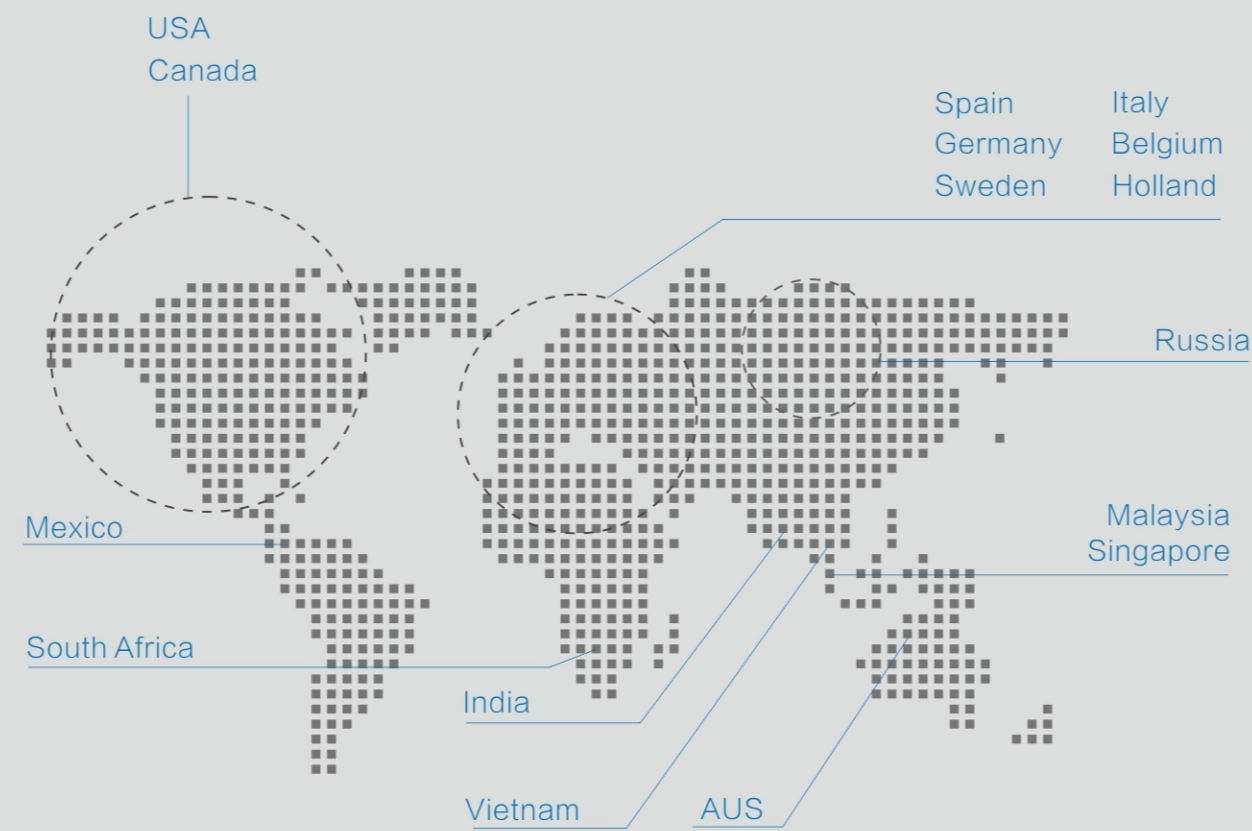 USA
Canada
Spain Italy
Germany Belgium
Sweden Holland
Russia
Mexico
Malaysia
Singapore
South Africa
India
Vietnam
AUS